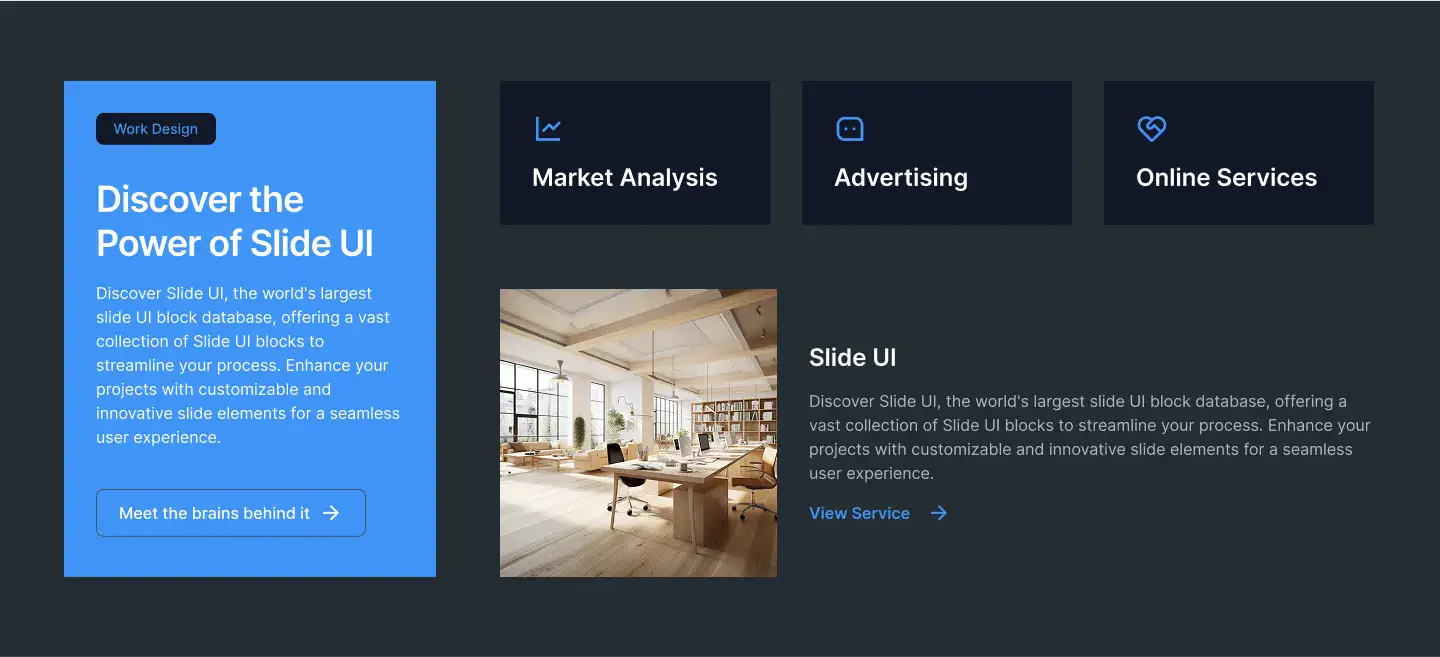 Work Design
Discover the
Power of Slide UI
Discover Slide UI, the world's largest
slide UI block database, offering a vast
collection of Slide UI blocks to
streamline your process. Enhance your
projects with customizable and
innovative slide elements for a seamless
user experience.
Meet the brains behind it
Market Analysis
Advertising
Online Services
Slide UI
Discover Slide UI, the world's largest slide UI block database, offering a
vast collection of Slide UI blocks to streamline your process. Enhance your
projects with customizable and innovative slide elements for a seamless
user experience.
View Service